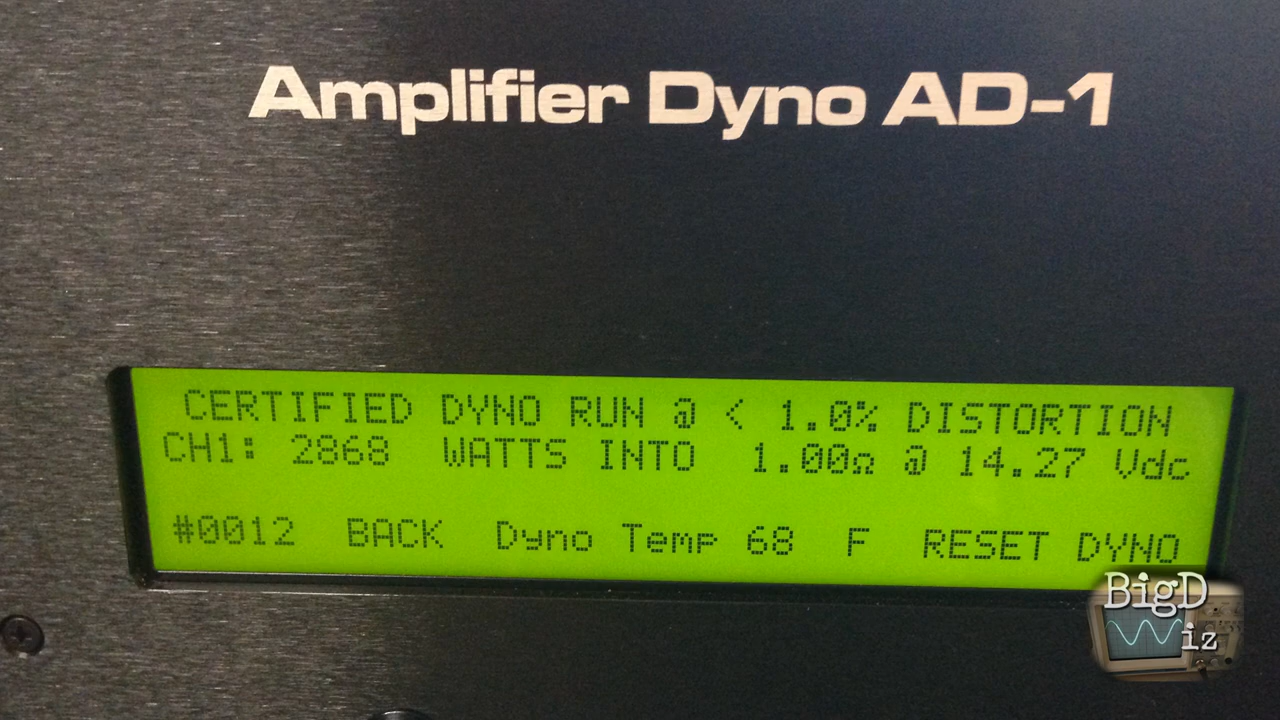 Amplifier Dyno AD-1
CERTIFIED DYNO RUN @ < 1.0% DISTORTION
CH1: 2868 WATTS INTO 1.00Ω @ 14.27 Vdc
#0012 BACK Dyno Temp 68 F RESET DYNO
BigD
Wiz